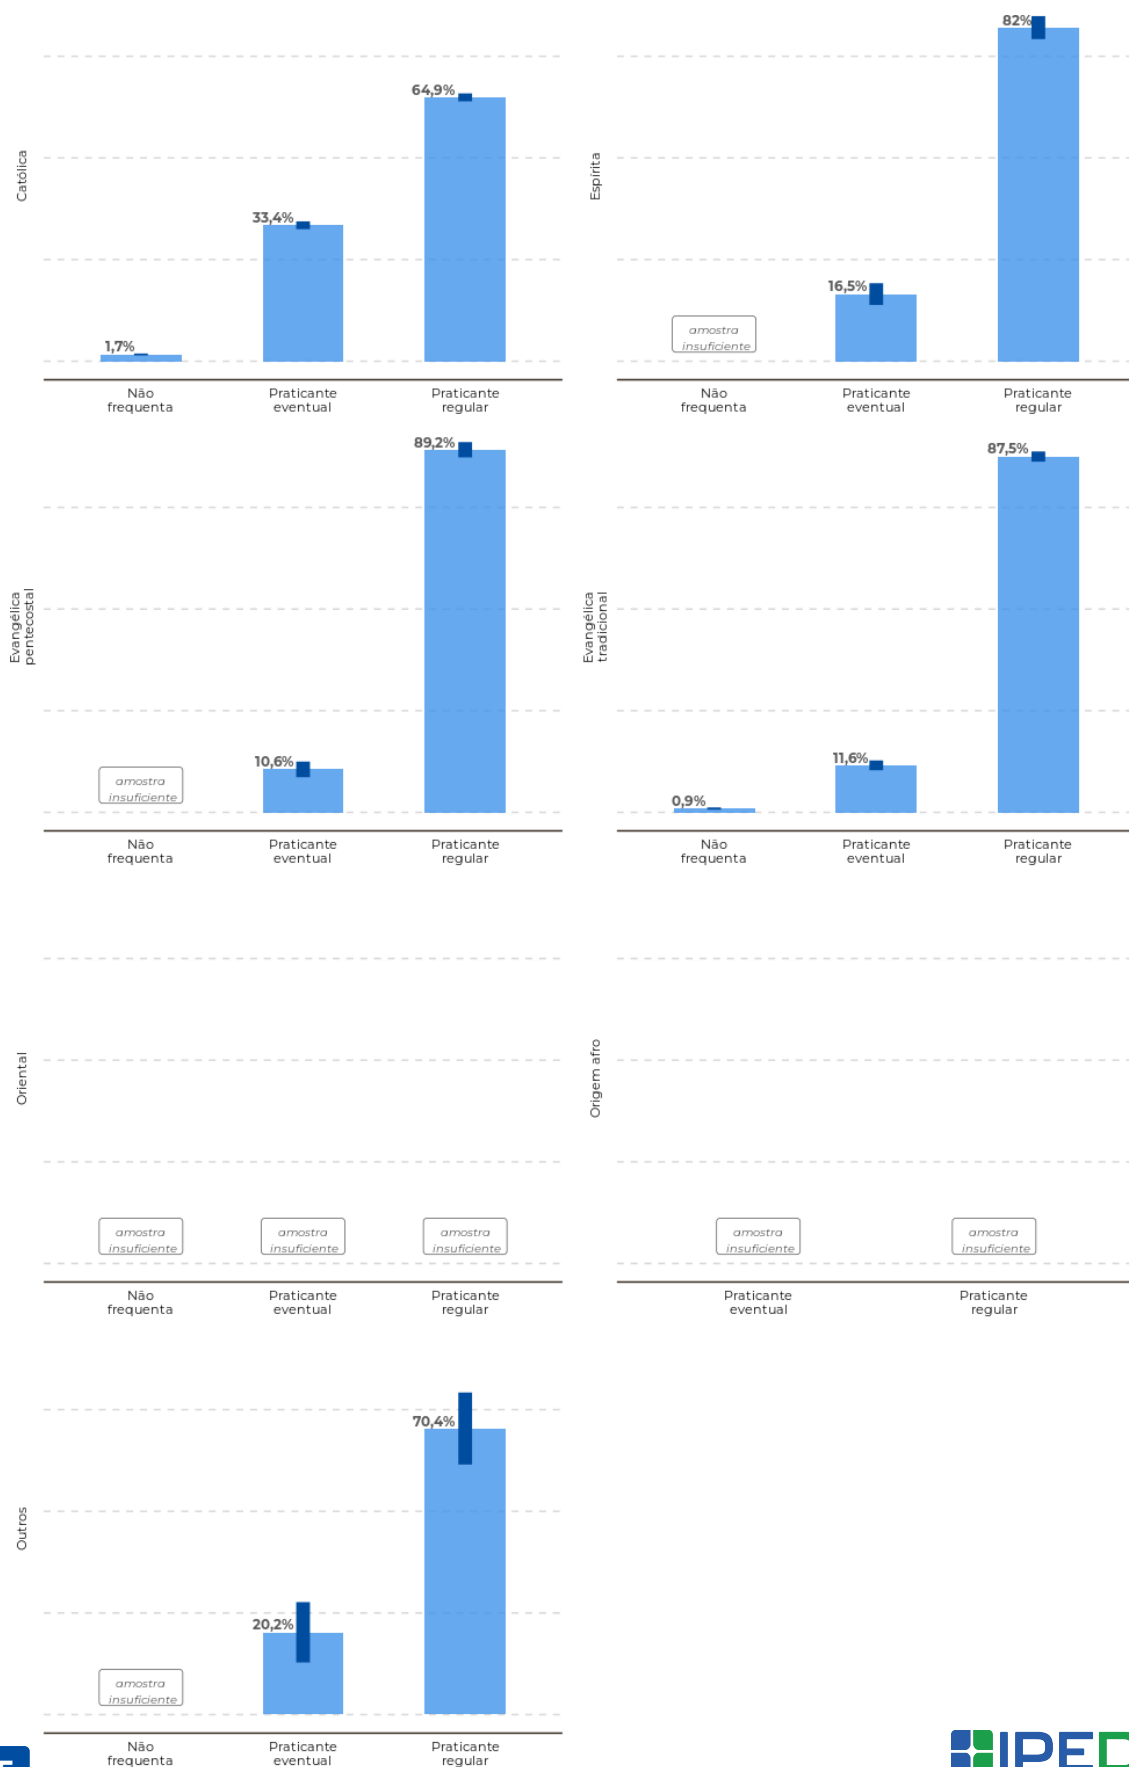 Católica
64,9%
33,4%
1,7%
Não
frequenta
Praticante
eventual
Praticante
regular
Espírita
82%
16,5%
amostra
insuficiente
Não
frequenta
Praticante
eventual
Praticante
regular
Evangélica
pentecostal
89,2%
10,6%
amostra
insuficiente
Não
frequenta
Praticante
eventual
Praticante
regular
Evangélica
tradicional
87,5%
11,6%
0,9%
Não
frequenta
Praticante
eventual
Praticante
regular
Oriental
amostra
insuficiente
amostra
insuficiente
amostra
insuficiente
Não
frequenta
Praticante
eventual
Praticante
regular
Origem afro
amostra
insuficiente
amostra
insuficiente
Praticante
eventual
Praticante
regular
Outros
70,4%
20,2%
amostra
insuficiente
Não
frequenta
Praticante
eventual
Praticante
regular